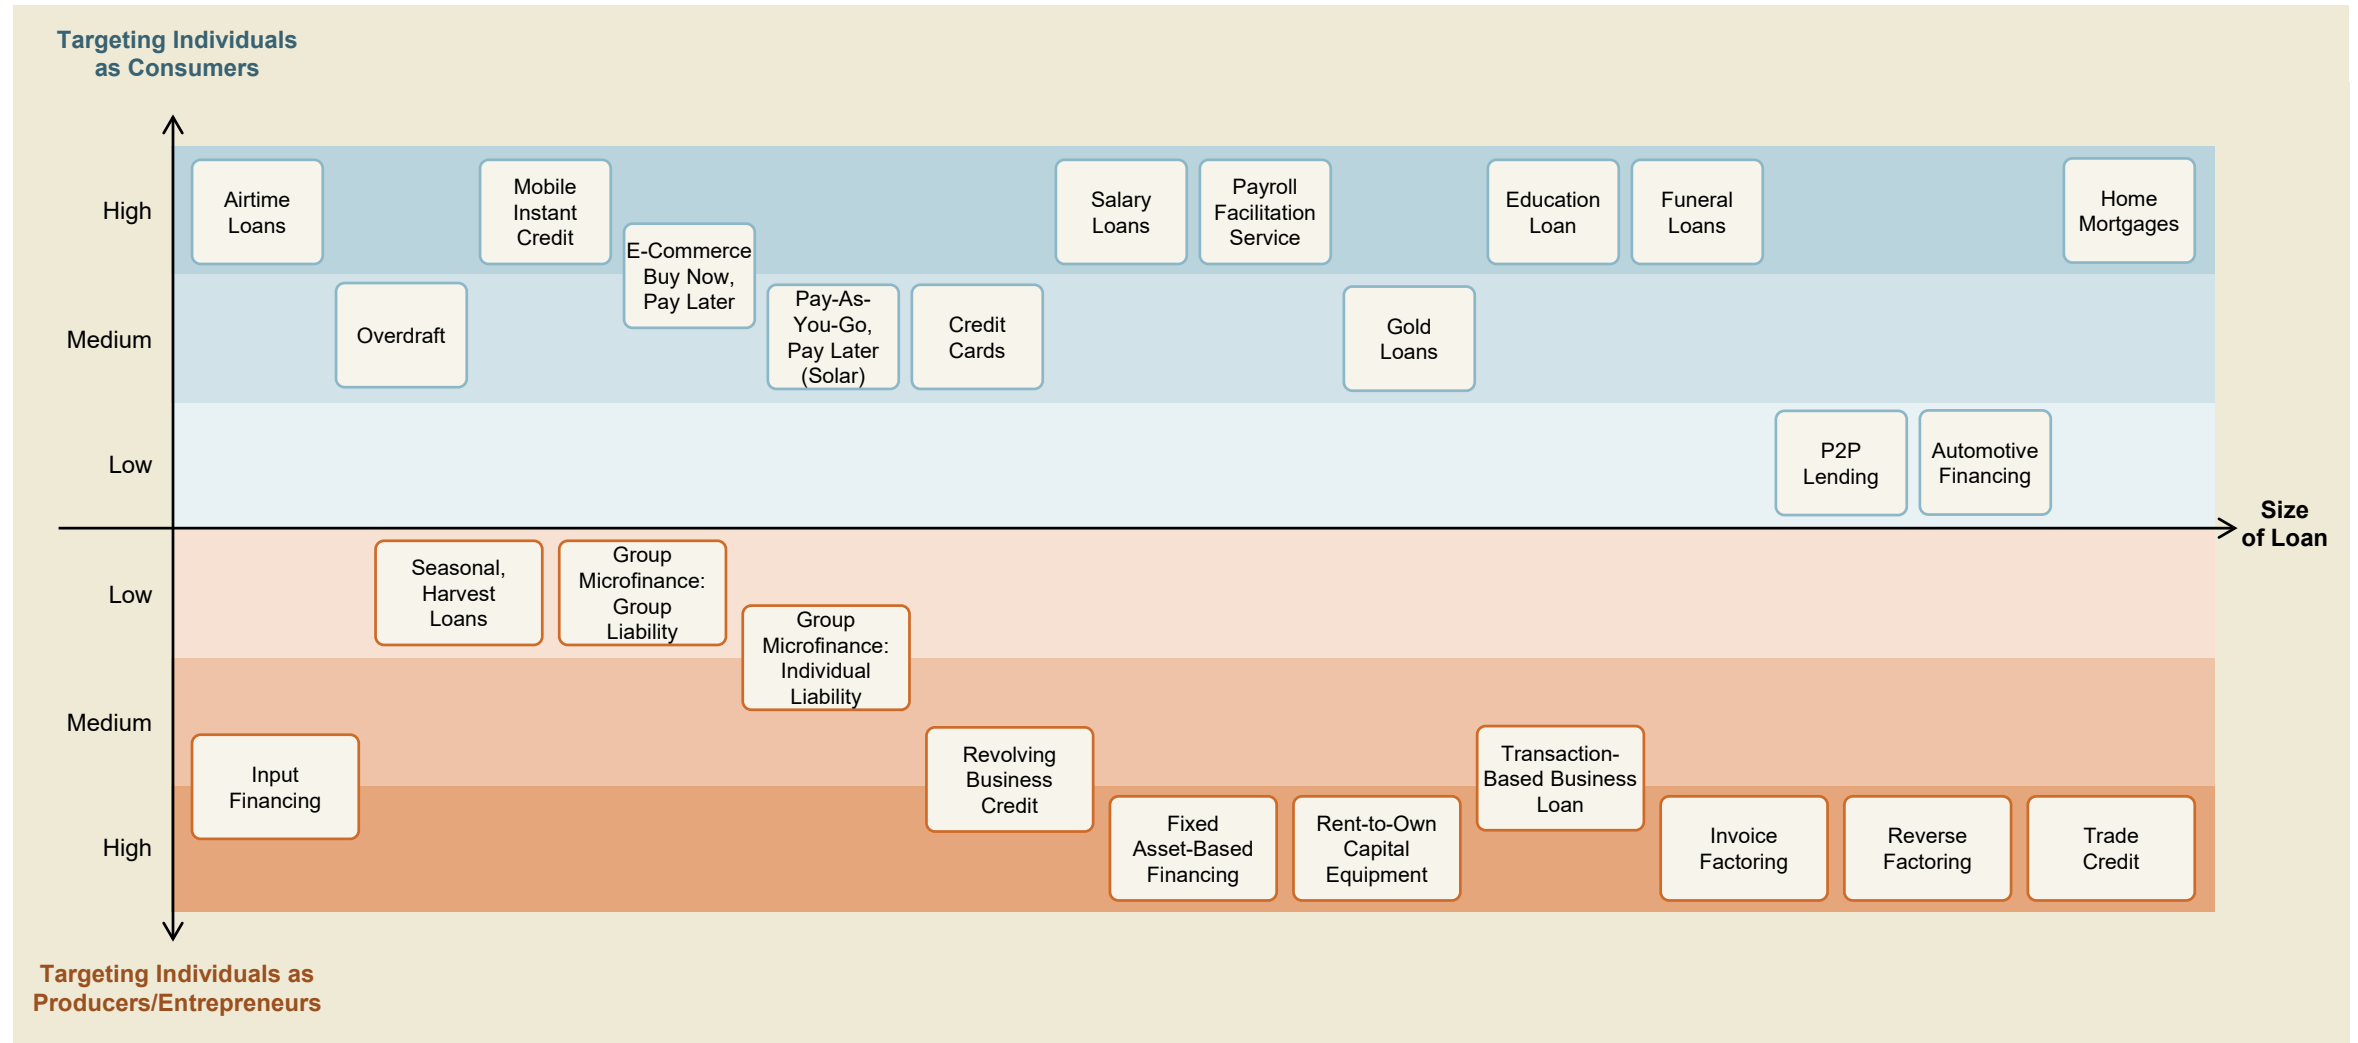 Targeting Individuals
as Consumers
High
Airtime
Loans
Mobile
Instant
Credit
E-Commerce
Buy Now,
Pay Later
Salary
Loans
Payroll
Facilitation
Service
Education
Loan
Funeral
Loans
Home
Mortgages
Medium
Overdraft
Pay-As-
You-Go,
Pay Later
(Solar)
Credit
Cards
Gold
Loans
Low
P2P
Lending
Automotive
Financing
Size
of Loan
Low
Seasonal,
Harvest
Loans
Group
Microfinance:
Group
Liability
Group
Microfinance:
Individual
Liability
Medium
Input
Financing
Revolving
Business
Credit
Transaction-
Based Business
Loan
High
Fixed
Asset-Based
Financing
Rent-to-Own
Capital
Equipment
Invoice
Factoring
Reverse
Factoring
Trade
Credit
Targeting Individuals as
Producers/Entrepreneurs